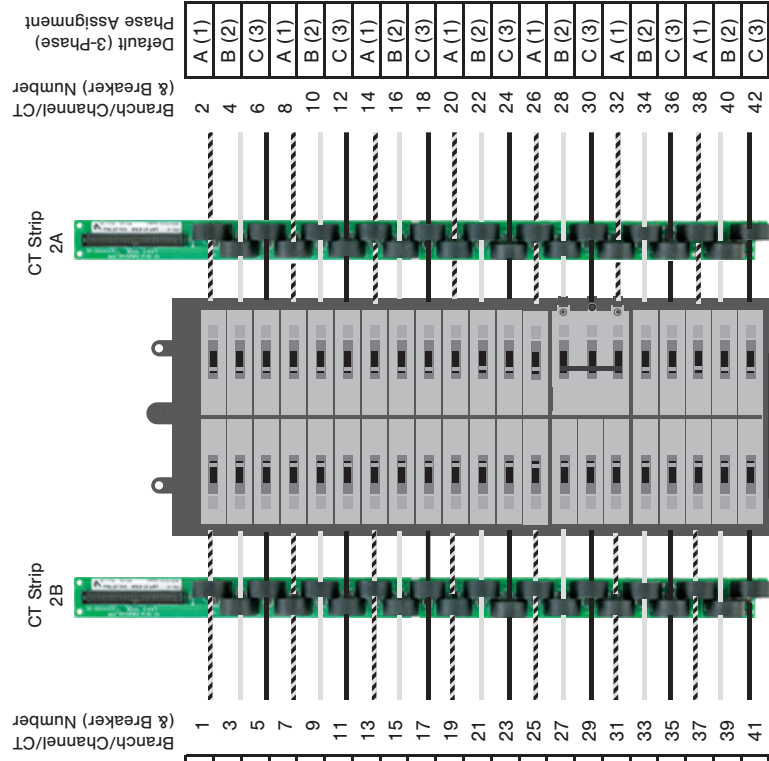 Default (3-Phase)
Phase Assignment
A (1)
B (2)
C (3)
A (1)
B (2)
C (3)
A (1)
B (2)
C (3)
A (1)
B (2)
C (3)
A (1)
B (2)
C (3)
A (1)
B (2)
C (3)
A (1)
B (2)
C (3)
Branch/Channel/CT
(& Breaker) Number
2
4
6
8
10
12
14
16
18
20
22
24
26
28
30
32
34
36
38
40
42
CT Strip
2A
CT Strip
2B
Branch/Channel/CT
(& Breaker) Number
1
3
5
7
9
11
13
15
17
19
21
23
25
27
29
31
33
35
37
39
41